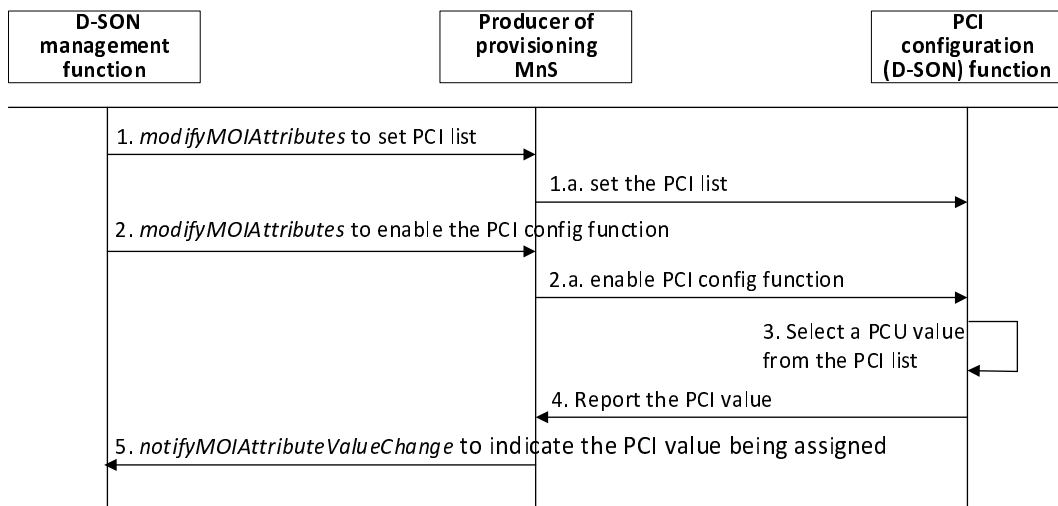 D-SON
management
function
Producer of
provisioning
MnS
PCI
configuration
(D-SON) function
1. modifyMOIAttributes to set PCI list
1.a. set the PCI list
2. modifyMOIAttributes to enable the PCI config function
2.a. enable PCI config function
3. Select a PCU value
from the PCI list
4. Report the PCI value
5. notifyMOIAttributeValueChange to indicate the PCI value being assigned